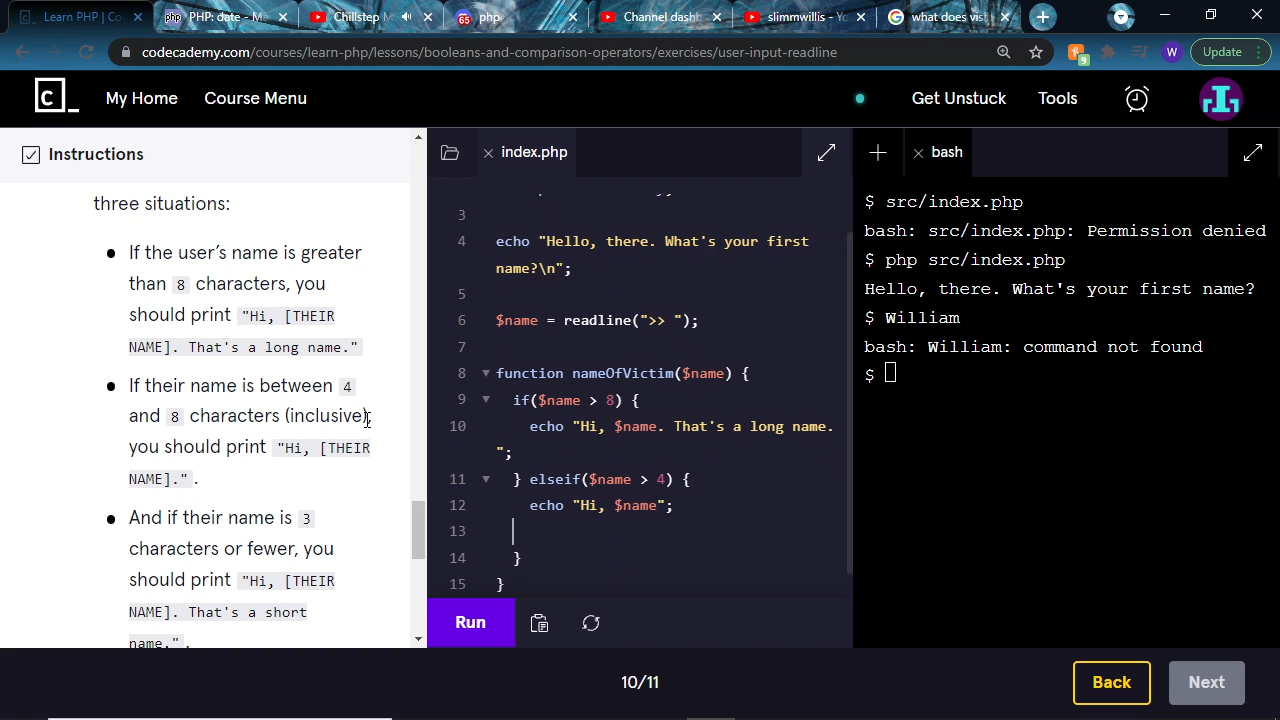 Learn PHP | Co
PHP: date - Ma
Chillstep M
php
Channel dashb
slimmwillis - Yo
what does visi
codecademy.com/courses/learn-php/lessons/booleans-and-comparison-operators/exercises/user-input-readline
9
W
Update
C_
My Home
Course Menu
Get Unstuck
Tools
Instructions
three situations:
If the user’s name is greater
than 8 characters, you
should print "Hi, [THEIR
NAME]. That's a long name."
If their name is between 4
and 8 characters (inclusive)
you should print "Hi, [THEIR
NAME].".
And if their name is 3
characters or fewer, you
should print "Hi, [THEIR
NAME]. That's a short
name.".
index.php
3
4 echo "Hello, there. What's your first
name?\n";
5
6 $name = readline(">> ");
7
8 function nameOfVictim($name) {
9 if($name > 8) {
10 echo "Hi, $name. That's a long name.
";
11 } elseif($name > 4) {
12 echo "Hi, $name";
13
14 }
15 }
Run
bash
$ src/index.php
bash: src/index.php: Permission denied
$ php src/index.php
Hello, there. What's your first name?
$ William
bash: William: command not found
$
10/11
Back
Next